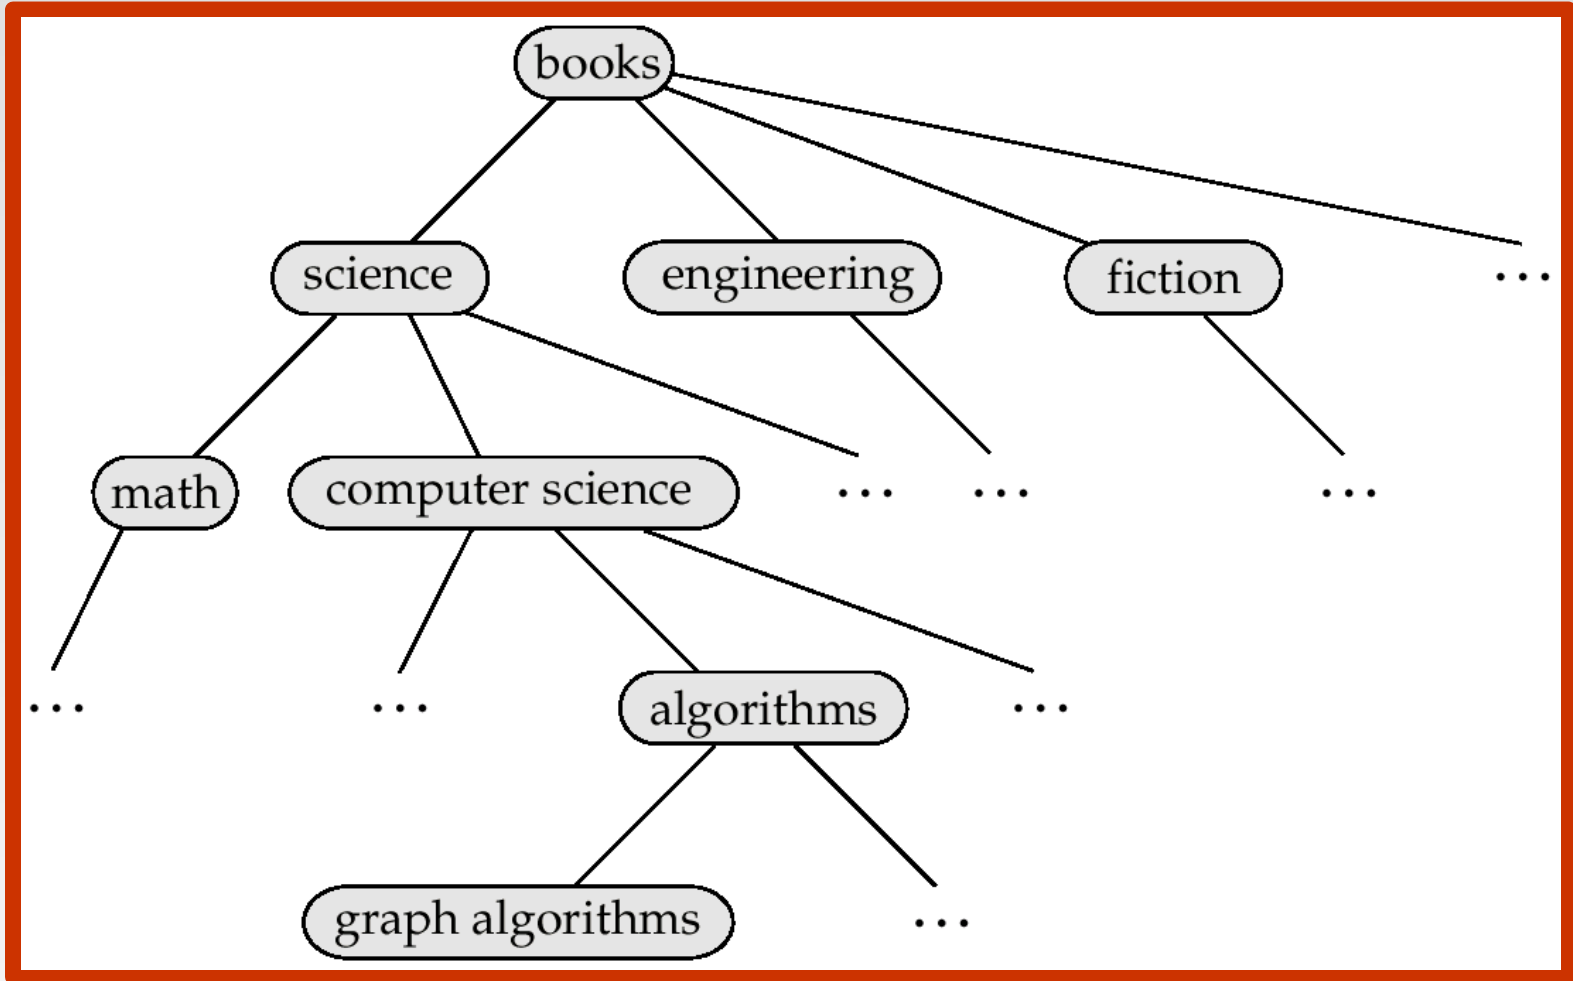 books
science
engineering
fiction
...
math
computer science
...
...
...
...
...
algorithms
...
graph algorithms
...